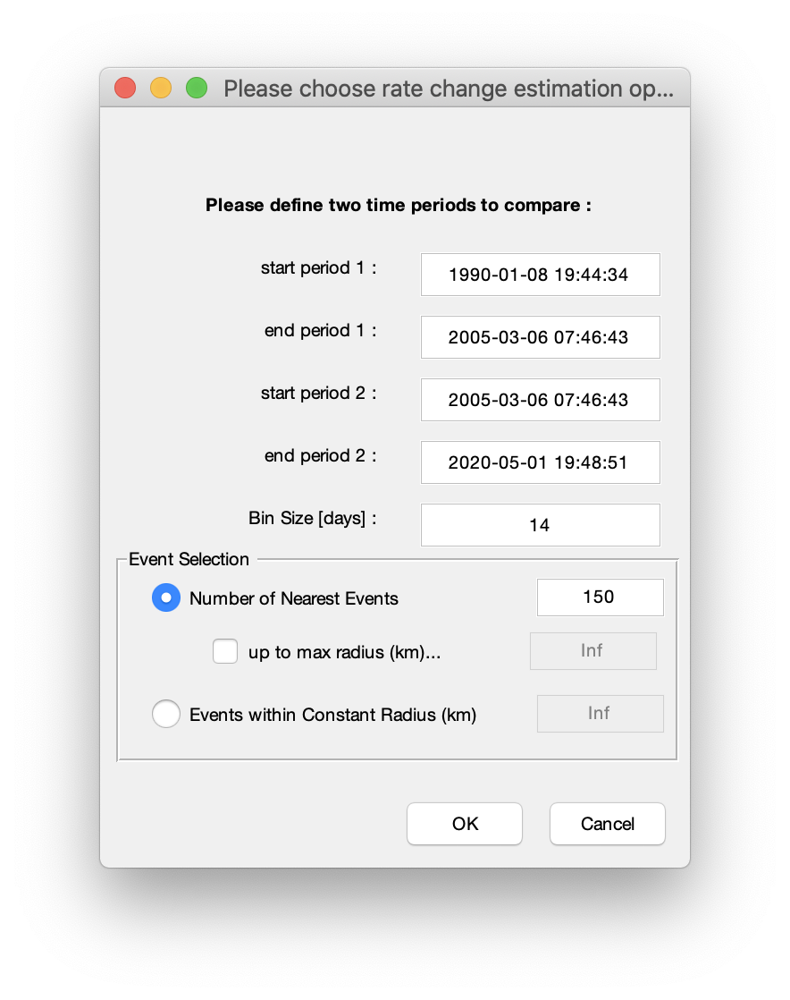 Please choose rate change estimation op...
Please define two time periods to compare :
start period 1 : 1990-01-08 19:44:34
end period 1 : 2005-03-06 07:46:43
start period 2 : 2005-03-06 07:46:43
end period 2 : 2020-05-01 19:48:51
Bin Size [days] : 14
Event Selection
Number of Nearest Events 150
up to max radius (km)... Inf
Events within Constant Radius (km) Inf
OK Cancel